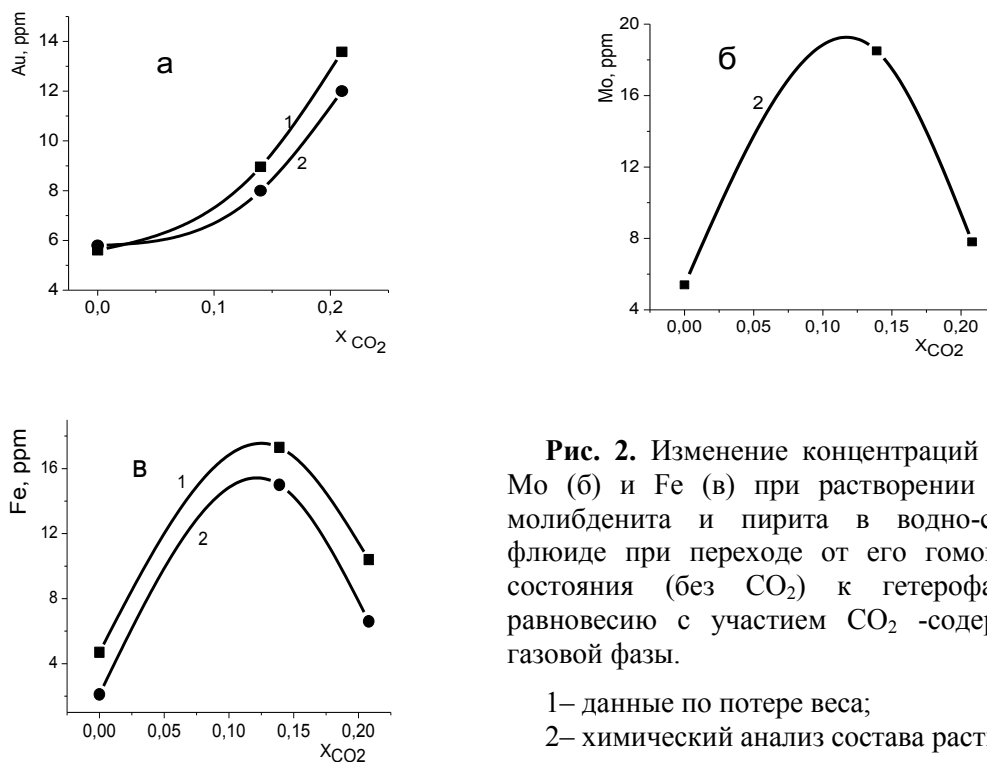 Au, ppm
14
12
10
8
6
4
а
1
2
0,0 0,1 0,2
X CO₂
Mo, ppm
20
16
12
8
4
б
2
0,00 0,05 0,10 0,15 0,20
XCO2
Fe, ppm
16
12
8
4
в
1
2
0,00 0,05 0,10 0,15 0,20
XCO₂
Рис. 2. Изменение концентраций
Mo (б) и Fe (в) при растворении
молибденита и пирита в водно-с
флюиде при переходе от его гомо
состояния (без CO₂) к гетерофа
равновесию с участием CO₂ -содер
газовой фазы.
1– данные по потере веса;
2– химический анализ состава раст